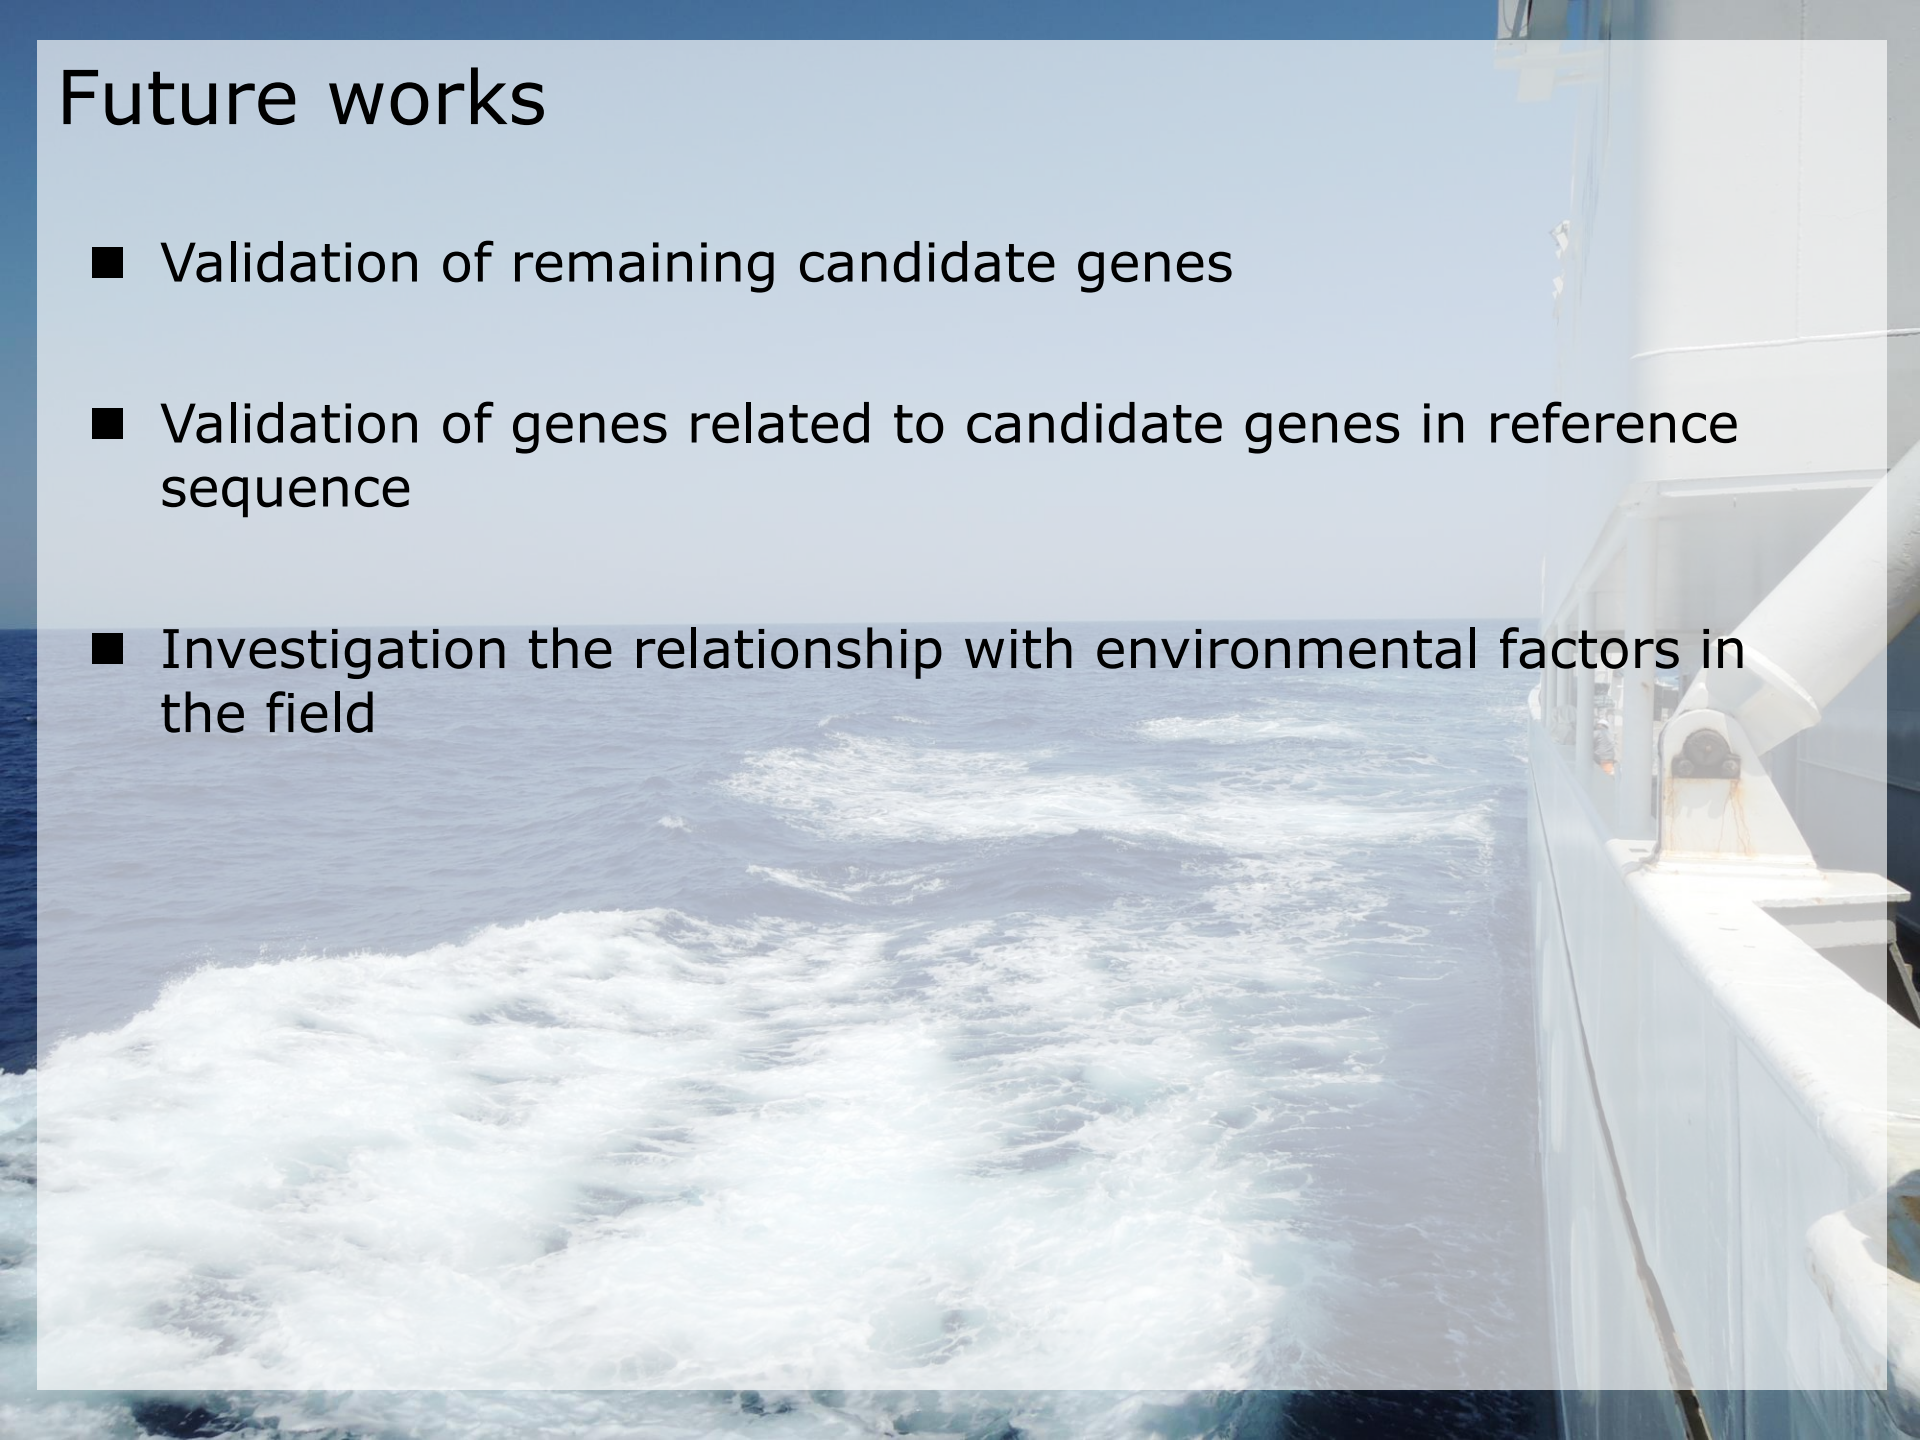 Future works
■ Validation of remaining candidate genes
■ Validation of genes related to candidate genes in reference
sequence
■ Investigation the relationship with environmental factors in
the field